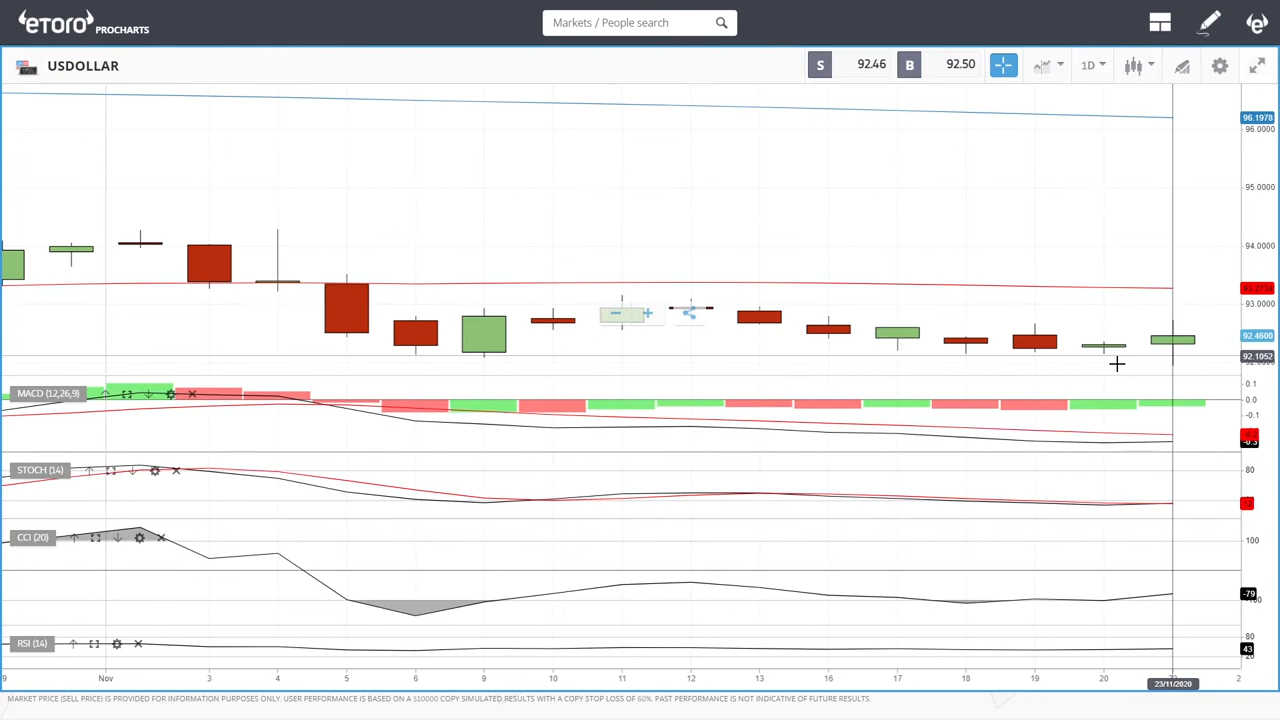 eToro PROCHARTS
Markets / People search
USDOLLAR
S 92.46 B 92.50
1D
96.1978
96.0000
95.0000
94.0000
93.0000
92.4600
92.1052
MACD (12,26,9)
0.1
0.0
-0.1
-0.3
STOCH (14)
80
CCI (20)
100
-79
RSI (14)
80
43
20
9 Nov 3 4 5 6 9 10 11 12 13 16 17 18 19 20 2
23/11/2020
MARKET PRICE (SELL PRICE) IS PROVIDED FOR INFORMATION PURPOSES ONLY. USER PERFORMANCE IS BASED ON A $10000 COPY SIMULATED RESULTS WITH A COPY STOP LOSS OF 60%. PAST PERFORMANCE IS NOT INDICATIVE OF FUTURE RESULTS.